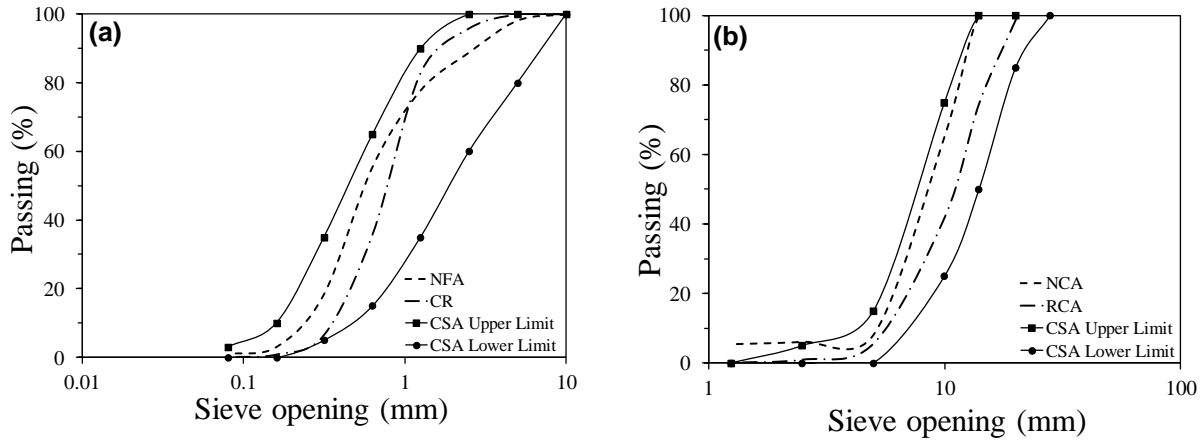 (a)
Passing (%)
100
80
60
40
20
0
NFA
CR
CSA Upper Limit
CSA Lower Limit
0.01
0.1
1
10
Sieve opening (mm)
(b)
Passing (%)
100
80
60
40
20
0
NCA
RCA
CSA Upper Limit
CSA Lower Limit
1
10
100
Sieve opening (mm)